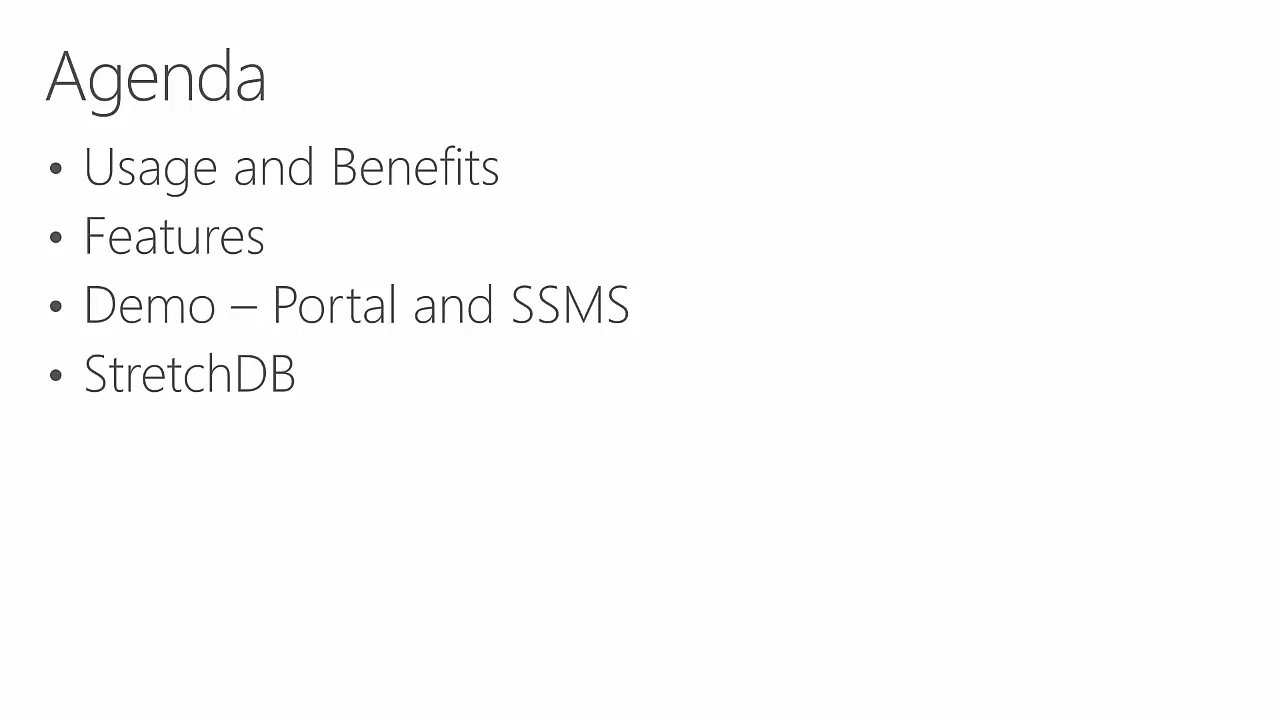 Agenda
• Usage and Benefits
• Features
• Demo – Portal and SSMS
• StretchDB